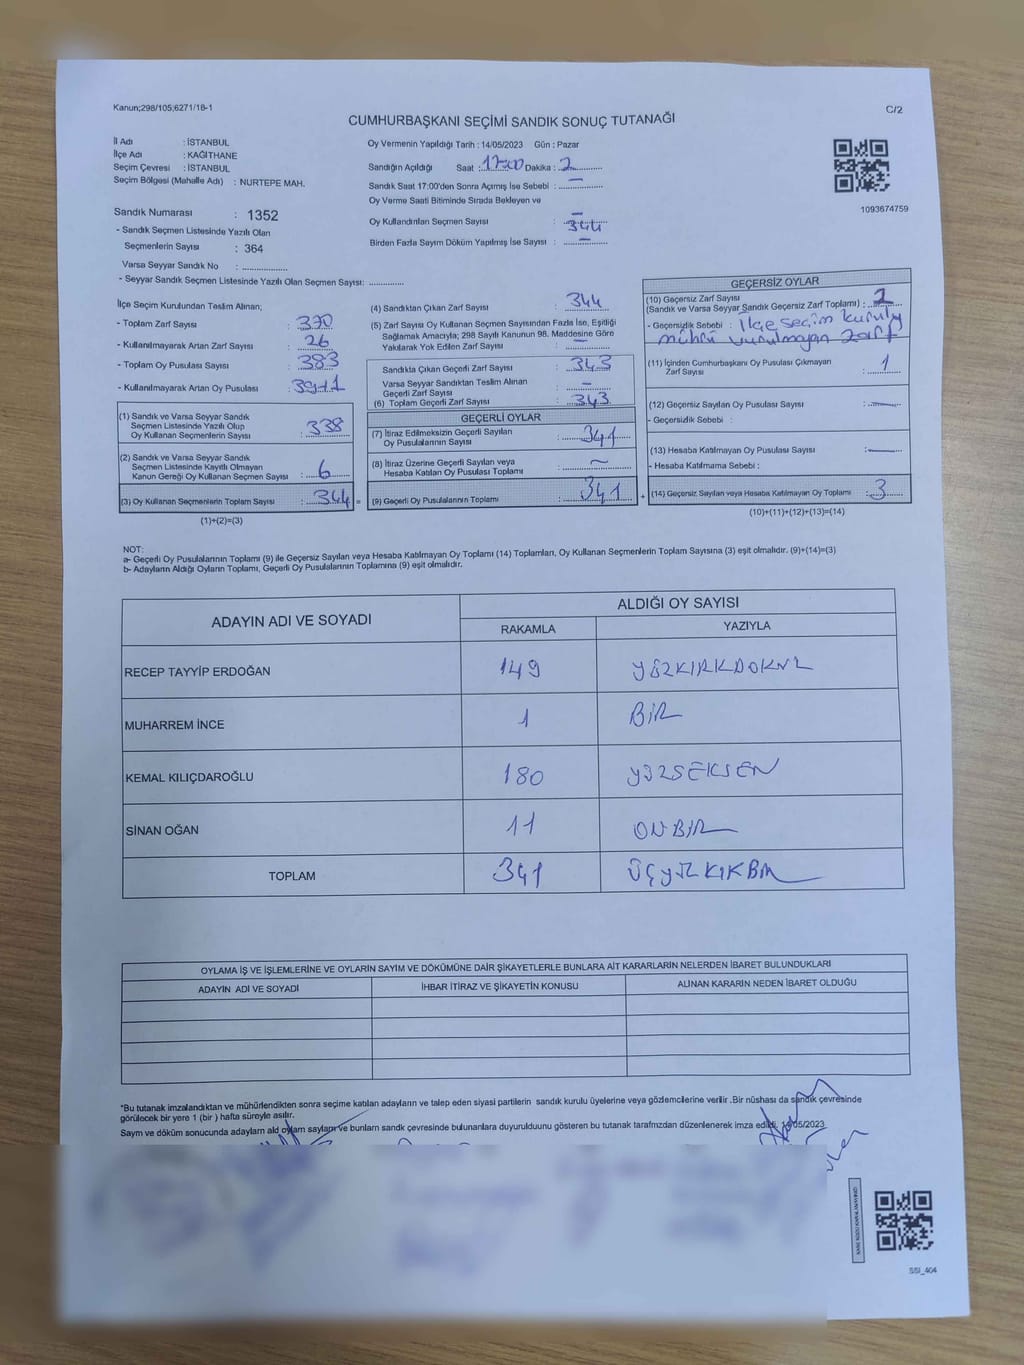 Kanun;298/105;6271/18-1
C/2
CUMHURBAŞKANI SEÇİMİ SANDIK SONUÇ TUTANAĞI
İl Adı : İSTANBUL
İlçe Adı : KAĞITHANE
Seçim Çevresi : İSTANBUL
Seçim Bölgesi (Mahalle Adı) : NURTEPE MAH.
Sandık Numarası : 1352
- Sandık Seçmen Listesinde Yazılı Olan
Seçmenlerin Sayısı : 364
Varsa Seyyar Sandık No : ................
- Seyyar Sandık Seçmen Listesinde Yazılı Olan Seçmen Sayısı: ............
Oy Vermenin Yapıldığı Tarih : 14/05/2023 Gün : Pazar
Sandığın Açıldığı Saat : 17:00 Dakika : 2
Sandık Saat 17:00'den Sonra Açımış İse Sebebi : –
Oy Verme Saati Bitiminde Sırada Bekleyen ve
Oy Kullandırılan Seçmen Sayısı : –
344
Birden Fazla Sayım Döküm Yapılmış İse Sayısı : –
1093674759
İlçe Seçim Kurulundan Teslim Alınan;
- Toplam Zarf Sayısı : 370
- Kullanılmayarak Artan Zarf Sayısı : 26
- Toplam Oy Pusulası Sayısı : 383
- Kullanılmayarak Artan Oy Pusulası : 39+1
(1) Sandık ve Varsa Seyyar Sandık
Seçmen Listesinde Yazılı Olup
Oy Kullanan Seçmenlerin Sayısı : 338
(2) Sandık ve Varsa Seyyar Sandık
Seçmen Listesinde Kayıtlı Olmayan
Kanun Gereği Oy Kullanan Seçmen Sayısı : 6
(3) Oy Kullanan Seçmenlerin Toplam Sayısı : 344 =
(1)+(2)=(3)
(4) Sandıktan Çıkan Zarf Sayısı : 344
(5) Zarf Sayısı Oy Kullanan Seçmen Sayısından Fazla İse, Eşitliği
Sağlamak Amacıyla; 298 Sayılı Kanunun 98. Maddesine Göre
Yakılarak Yok Edilen Zarf Sayısı : –
Sandıkta Çıkan Geçerli Zarf Sayısı : 343
Varsa Seyyar Sandıktan Teslim Alınan
Geçerli Zarf Sayısı : –
(6) Toplam Geçerli Zarf Sayısı : 343
GEÇERLİ OYLAR
(7) İtiraz Edilmeksizin Geçerli Sayılan
Oy Pusulalarının Sayısı : 341
(8) İtiraz Üzerine Geçerli Sayılan veya
Hesaba Katılan Oy Pusulası Toplamı : –
(9) Geçerli Oy Pusulalarının Toplamı : 341 +
GEÇERSİZ OYLAR
(10) Geçersiz Zarf Sayısı
(Sandık ve Varsa Seyyar Sandık Geçersiz Zarf Toplamı) :
- Geçersizlik Sebebi : İlçe seçim kurulu
mührü vurulmayan zarf
(11) İçinden Cumhurbaşkanı Oy Pusulası Çıkmayan
Zarf Sayısı : 1
(12) Geçersiz Sayılan Oy Pusulası Sayısı : –
- Geçersizlik Sebebi :
(13) Hesaba Katılmayan Oy Pusulası Sayısı : –
- Hesaba Katılmama Sebebi :
(14) Geçersiz Sayılan veya Hesaba Katılmayan Oy Toplamı : 3
(10)+(11)+(12)+(13)=(14)
NOT:
a- Geçerli Oy Pusulalarının Toplamı (9) ile Geçersiz Sayılan veya Hesaba Katılmayan Oy Toplamı (14) Toplamları, Oy Kullanan Seçmenlerin Toplam Sayısına (3) eşit olmalıdır. (9)+(14)=(3)
b- Adayların Aldığı Oyların Toplamı, Geçerli Oy Pusulalarının Toplamına (9) eşit olmalıdır.
ADAYIN ADI VE SOYADI
ALDIĞI OY SAYISI
RAKAMLA YAZIYLA
RECEP TAYYİP ERDOĞAN 149 YÜZKIRKDOKUZ
MUHARREM İNCE 1 BİR
KEMAL KILIÇDAROĞLU 180 YÜZSEKSEN
SİNAN OĞAN 11 ONBİR
TOPLAM 341 ÜÇYÜZKIKBİR
OYLAMA İŞ VE İŞLEMLERİNE VE OYLARIN SAYIM VE DÖKÜMÜNE DAİR ŞİKAYETLERLE BUNLARA AİT KARARLARIN NELERDEN İBARET BULUNDUKLARI
ADAYIN ADI VE SOYADI İHBAR İTİRAZ VE ŞİKAYETİN KONUSU ALINAN KARARIN NEDEN İBARET OLDUĞU
*Bu tutanak imzalandıktan ve mühürlendikten sonra seçime katılan adayların ve talep eden siyasi partilerin sandık kurulu üyelerine veya gözlemcilerine verilir .Bir nüshası da sandık çevresinde
görülecek bir yere 1 (bir ) hafta süreyle asılır.
Sayım ve döküm sonucunda adayların ald oyların sayıları ve bunların sandık çevresinde bulunanlara duyurulduunu gösteren bu tutanak tarafımızdan düzenlenerek imza edildi. 14/05/2023
SSI_404